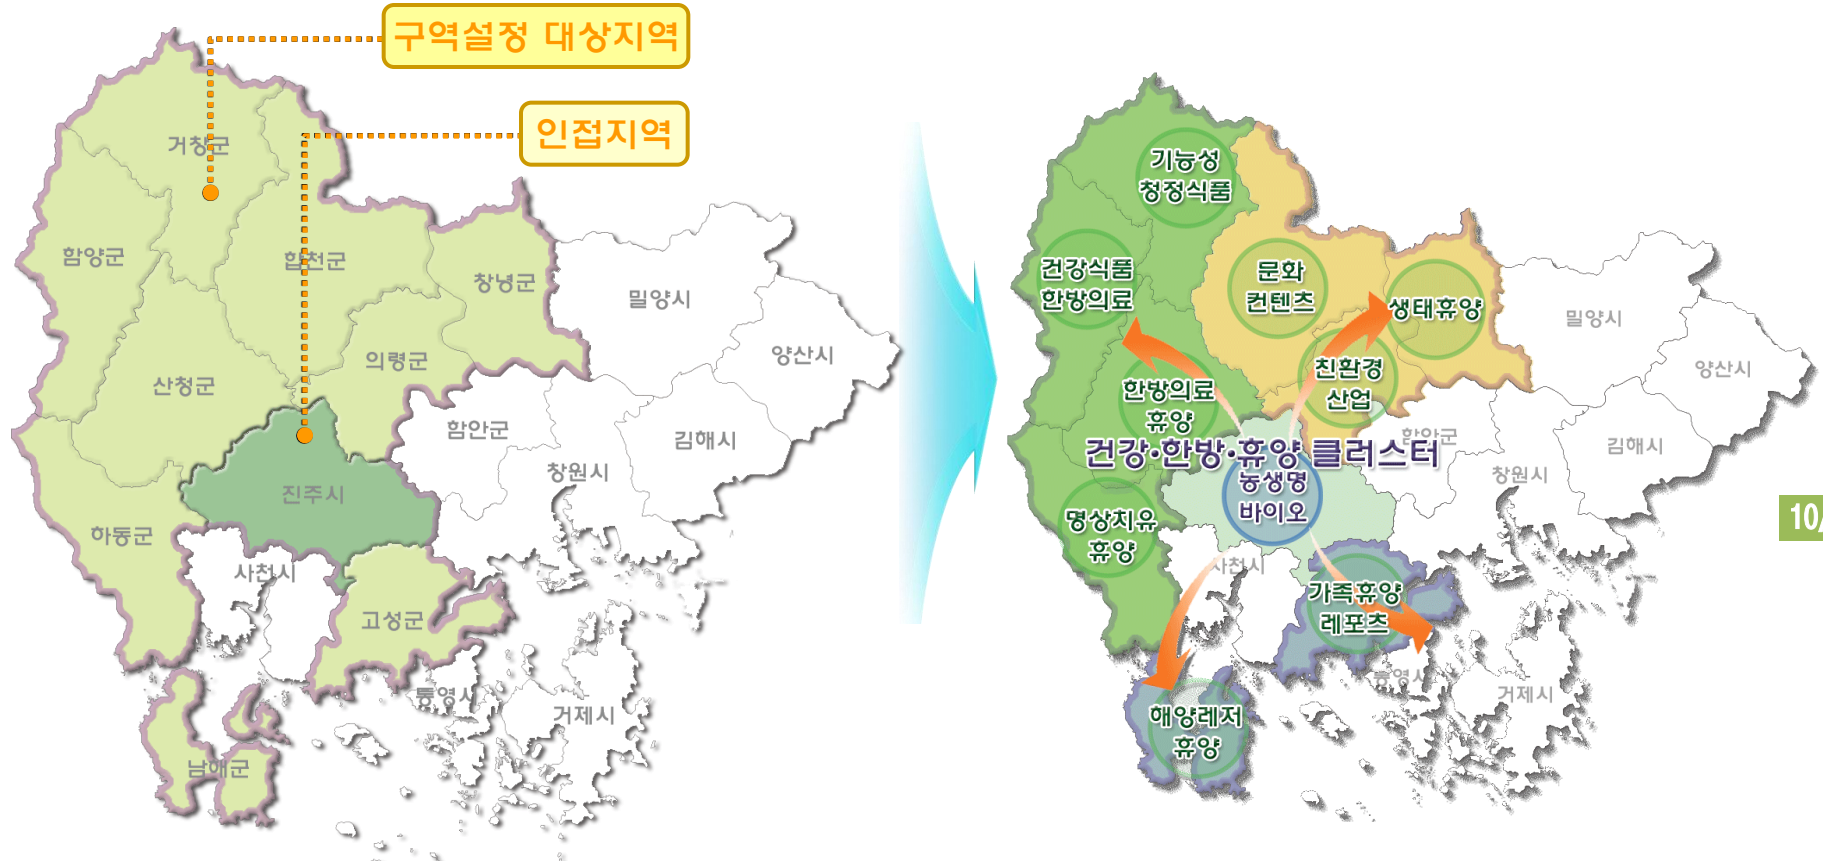 구역설정 대상지역
인접지역
거창군
함양군
합천군
창녕군
밀양시
양산시
의령군
산청군
함안군
김해시
창원시
진주시
하동군
사천시
고성군
통영시
거제시
남해군
기능성
청정식품
건강식품
한방의료
문화
컨텐츠
생태휴양
밀양시
친환경
산업
양산시
한방의료
휴양
함안군
김해시
건강·한방·휴양 클러스터
창원시
농생명
바이오
명상치유
휴양
사천시
가족휴양
레포츠
통영시
거제시
해양레저
휴양
10/